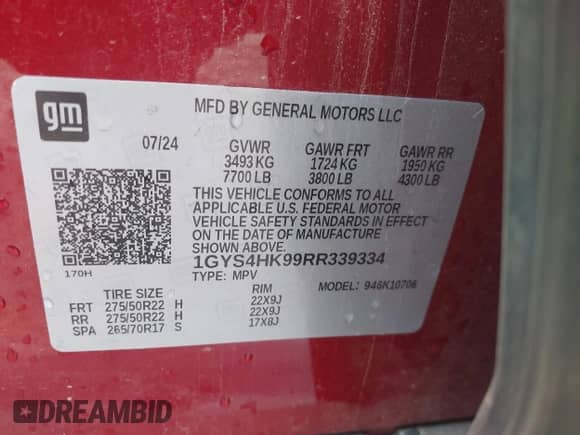 gm
MFD BY GENERAL MOTORS LLC
07/24 GVWR GAWR FRT GAWR RR
3493 KG 1724 KG 1950 KG
7700 LB 3800 LB 4300 LB
THIS VEHICLE CONFORMS TO ALL
APPLICABLE U.S. FEDERAL MOTOR
VEHICLE SAFETY STANDARDS IN EFFECT
ON THE DATE OF MANUFACTURE
SHOWN ABOVE.
170H
1GYS4HK99RR339334
TYPE: MPV
TIRE SIZE RIM MODEL: 946K10706
FRT 275/50R22 H 22X9J
RR 275/50R22 H 22X9J
SPA 265/70R17 S 17X8J
DREAMBID